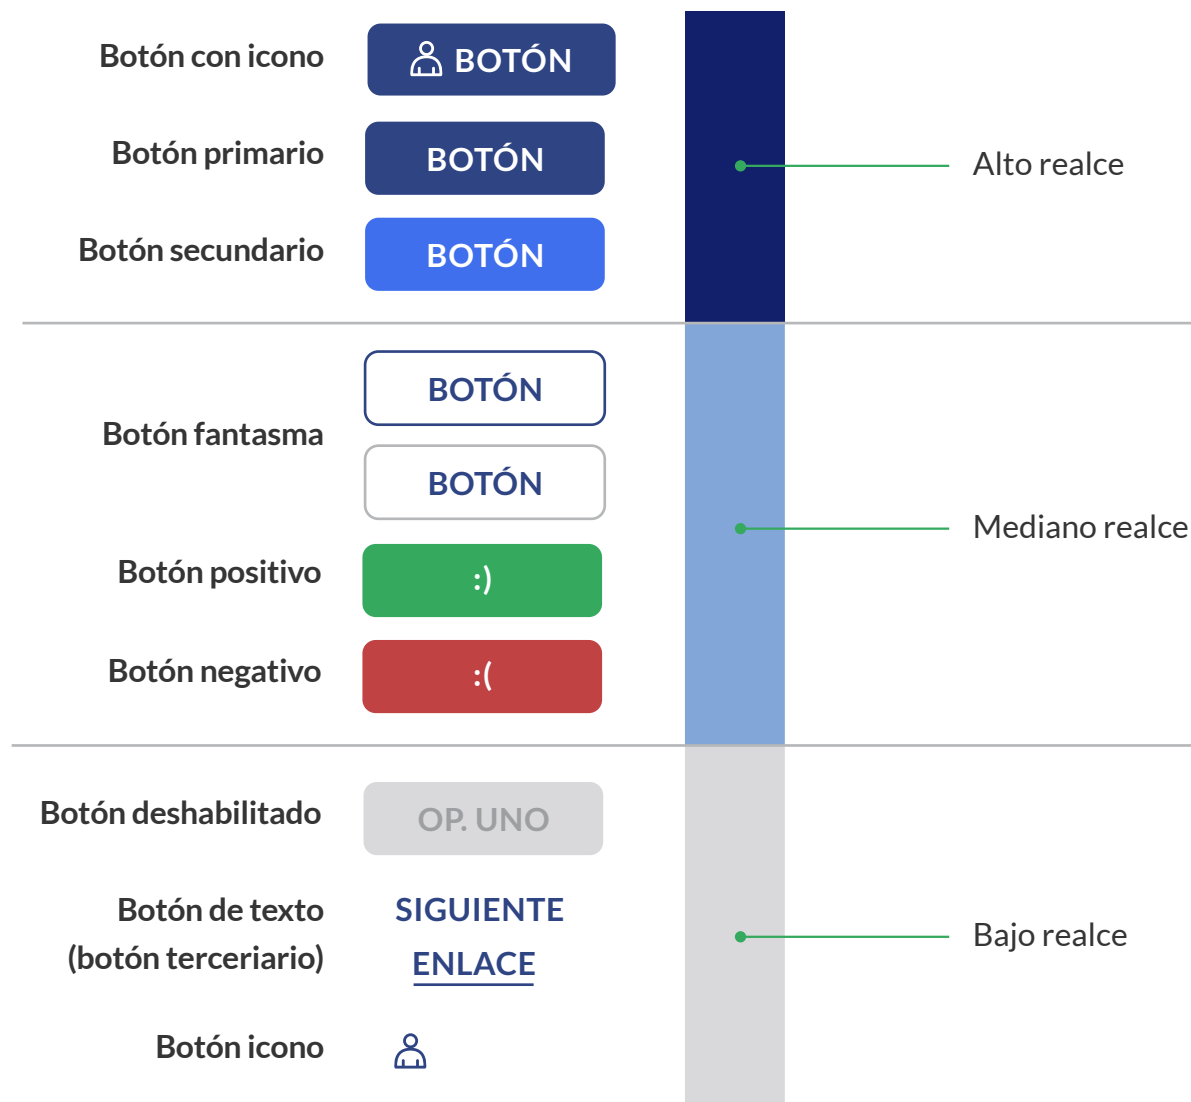 Botón con icono
BOTÓN
Botón primario
BOTÓN
Alto realce
Botón secundario
BOTÓN
BOTÓN
Botón fantasma
BOTÓN
Mediano realce
Botón positivo
:)
Botón negativo
:(
Botón deshabilitado
OP. UNO
Botón de texto
(botón terceriario)
SIGUIENTE
ENLACE
Bajo realce
Botón icono